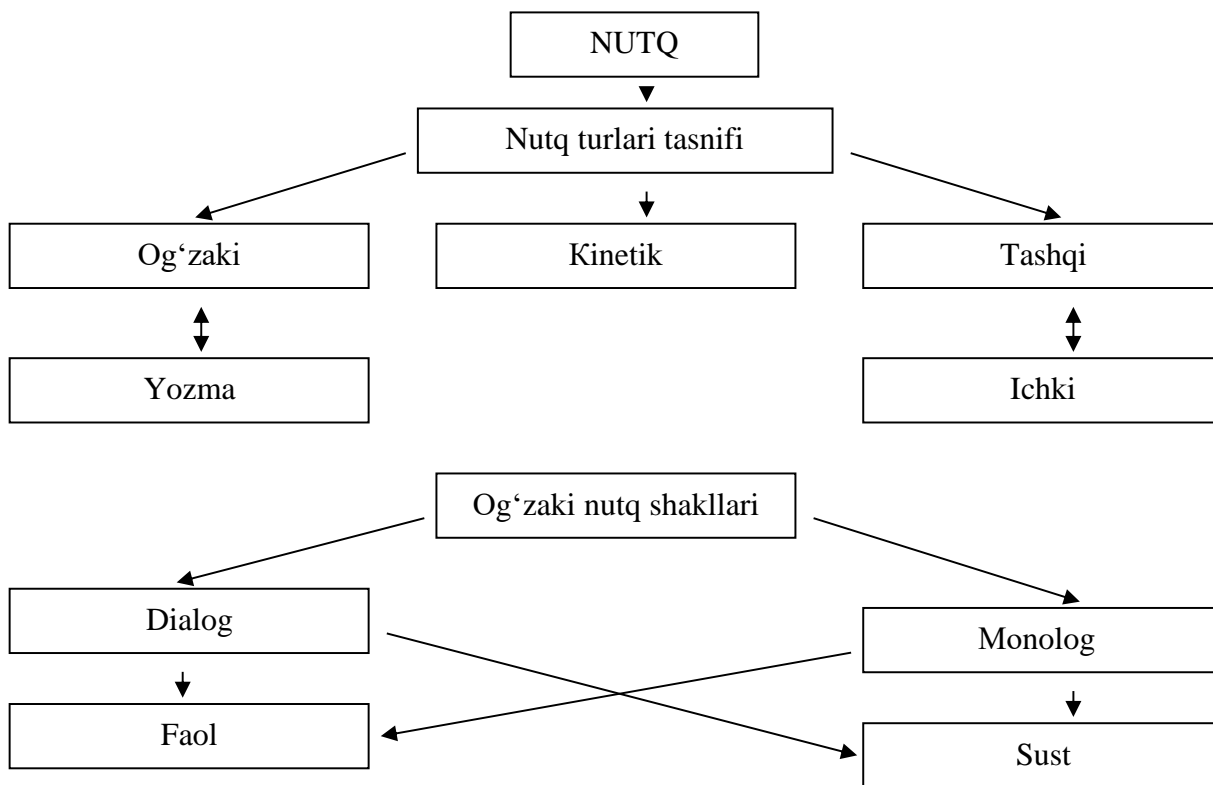 NUTQ
Nutq turlari tasnifi
Og‘zaki
Kinetik
Tashqi
Yozma
Ichki
Og‘zaki nutq shakllari
Dialog
Monolog
Faol
Sust